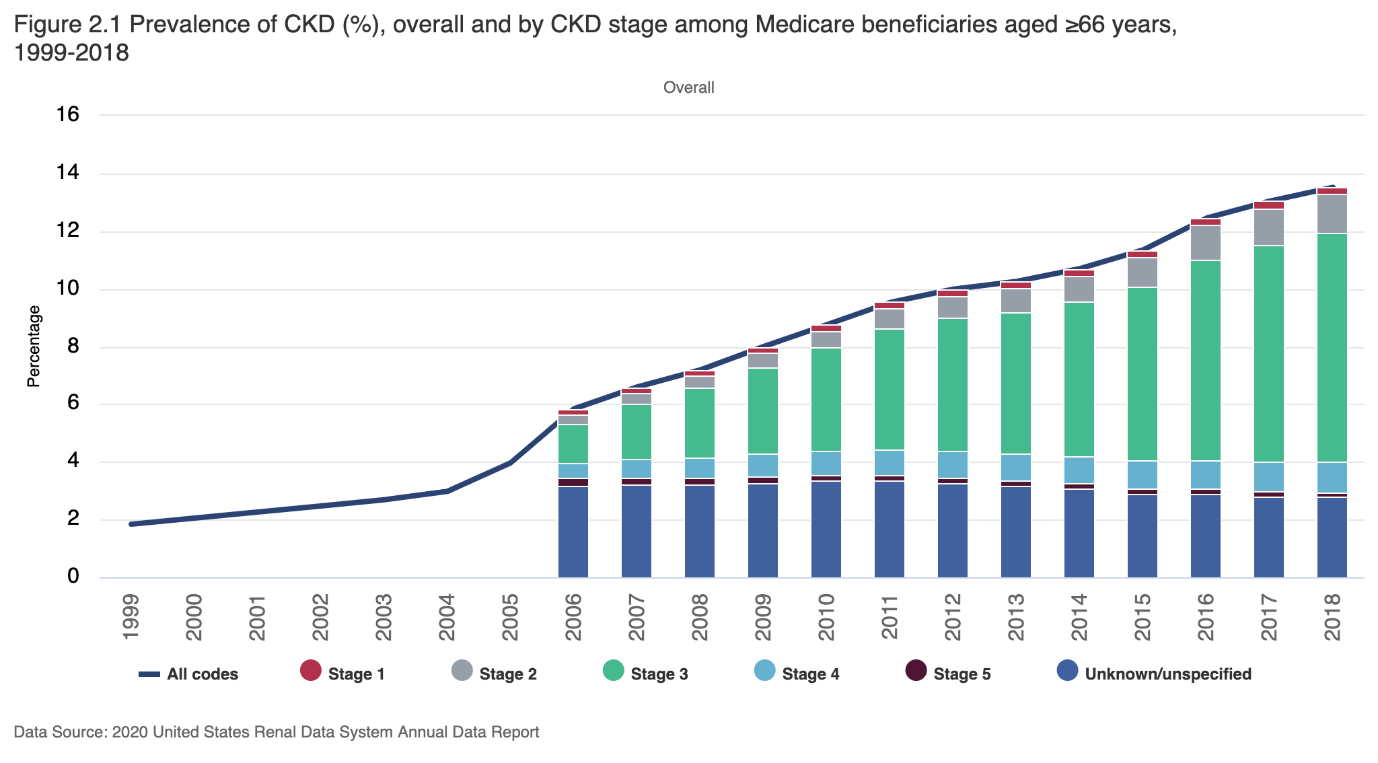 Figure 2.1 Prevalence of CKD (%), overall and by CKD stage among Medicare beneficiaries aged ≥66 years,
1999-2018
Overall
16
14
12
10
8
6
4
2
0
Percentage
1999
2000
2001
2002
2003
2004
2005
2006
2007
2008
2009
2010
2011
2012
2013
2014
2015
2016
2017
2018
All codes
Stage 1
Stage 2
Stage 3
Stage 4
Stage 5
Unknown/unspecified
Data Source: 2020 United States Renal Data System Annual Data Report